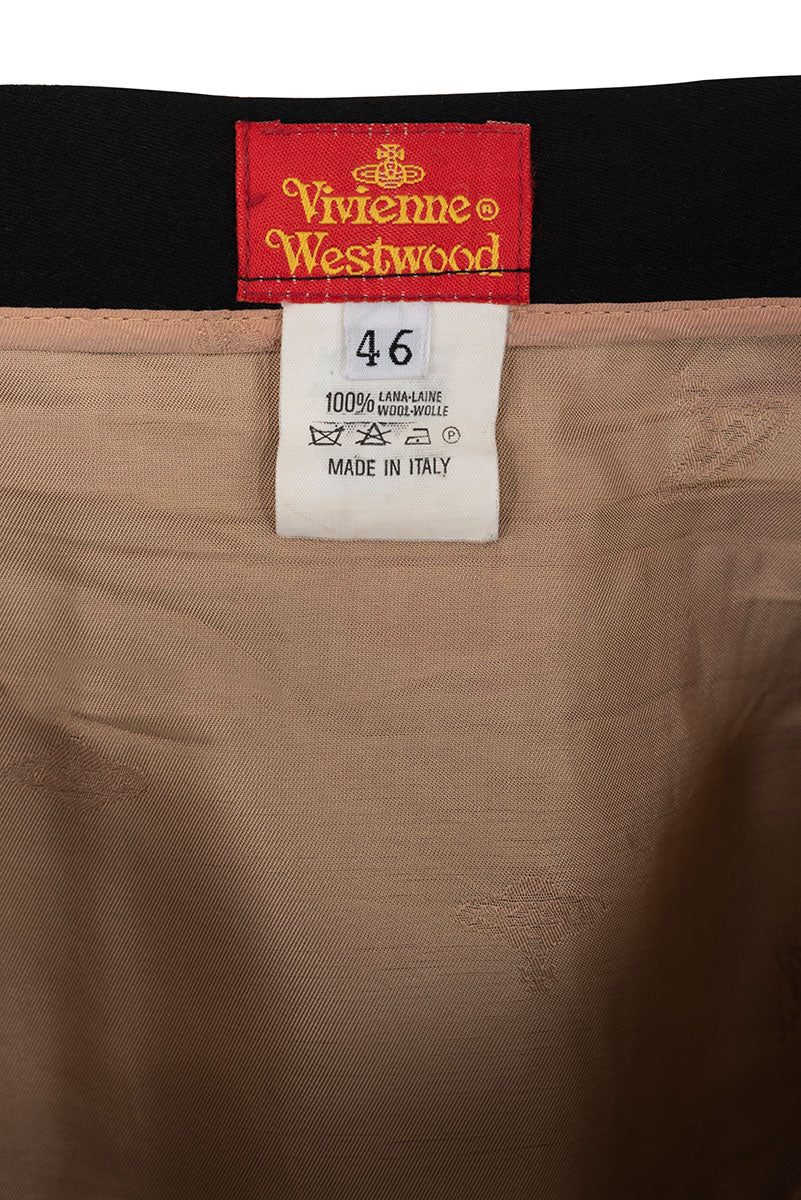 Vivienne®
Westwood
46
100% LANA·LAINE
WOOL·WOLLE
P
MADE IN ITALY